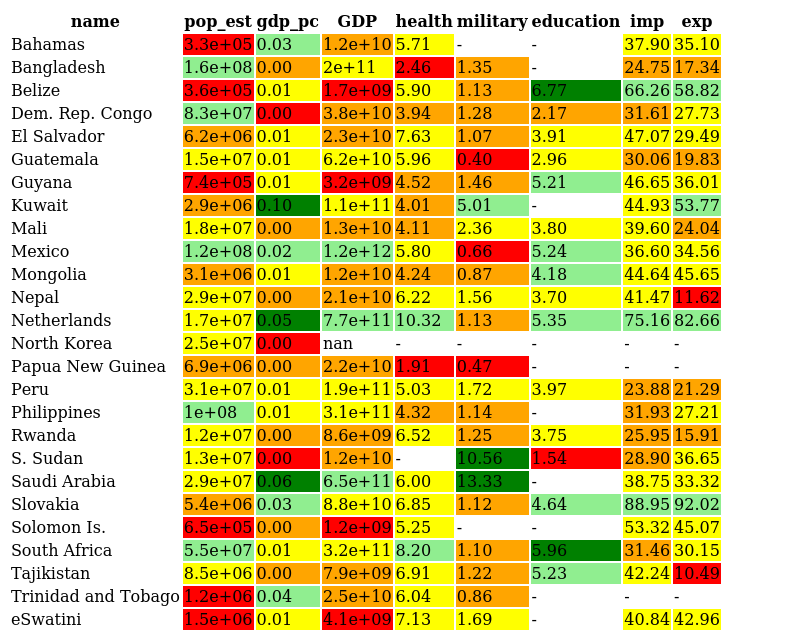 name pop_est gdp_pc GDP health military education imp exp
Bahamas 3.3e+05 0.03 1.2e+10 5.71 - - 37.90 35.10
Bangladesh 1.6e+08 0.00 2e+11 2.46 1.35 - 24.75 17.34
Belize 3.6e+05 0.01 1.7e+09 5.90 1.13 6.77 66.26 58.82
Dem. Rep. Congo 8.3e+07 0.00 3.8e+10 3.94 1.28 2.17 31.61 27.73
El Salvador 6.2e+06 0.01 2.3e+10 7.63 1.07 3.91 47.07 29.49
Guatemala 1.5e+07 0.01 6.2e+10 5.96 0.40 2.96 30.06 19.83
Guyana 7.4e+05 0.01 3.2e+09 4.52 1.46 5.21 46.65 36.01
Kuwait 2.9e+06 0.10 1.1e+11 4.01 5.01 - 44.93 53.77
Mali 1.8e+07 0.00 1.3e+10 4.11 2.36 3.80 39.60 24.04
Mexico 1.2e+08 0.02 1.2e+12 5.80 0.66 5.24 36.60 34.56
Mongolia 3.1e+06 0.01 1.2e+10 4.24 0.87 4.18 44.64 45.65
Nepal 2.9e+07 0.00 2.1e+10 6.22 1.56 3.70 41.47 11.62
Netherlands 1.7e+07 0.05 7.7e+11 10.32 1.13 5.35 75.16 82.66
North Korea 2.5e+07 0.00 nan - - - - -
Papua New Guinea 6.9e+06 0.00 2.2e+10 1.91 0.47 - - -
Peru 3.1e+07 0.01 1.9e+11 5.03 1.72 3.97 23.88 21.29
Philippines 1e+08 0.01 3.1e+11 4.32 1.14 - 31.93 27.21
Rwanda 1.2e+07 0.00 8.6e+09 6.52 1.25 3.75 25.95 15.91
S. Sudan 1.3e+07 0.00 1.2e+10 - 10.56 1.54 28.90 36.65
Saudi Arabia 2.9e+07 0.06 6.5e+11 6.00 13.33 - 38.75 33.32
Slovakia 5.4e+06 0.03 8.8e+10 6.85 1.12 4.64 88.95 92.02
Solomon Is. 6.5e+05 0.00 1.2e+09 5.25 - - 53.32 45.07
South Africa 5.5e+07 0.01 3.2e+11 8.20 1.10 5.96 31.46 30.15
Tajikistan 8.5e+06 0.00 7.9e+09 6.91 1.22 5.23 42.24 10.49
Trinidad and Tobago 1.2e+06 0.04 2.5e+10 6.04 0.86 - - -
eSwatini 1.5e+06 0.01 4.1e+09 7.13 1.69 - 40.84 42.96